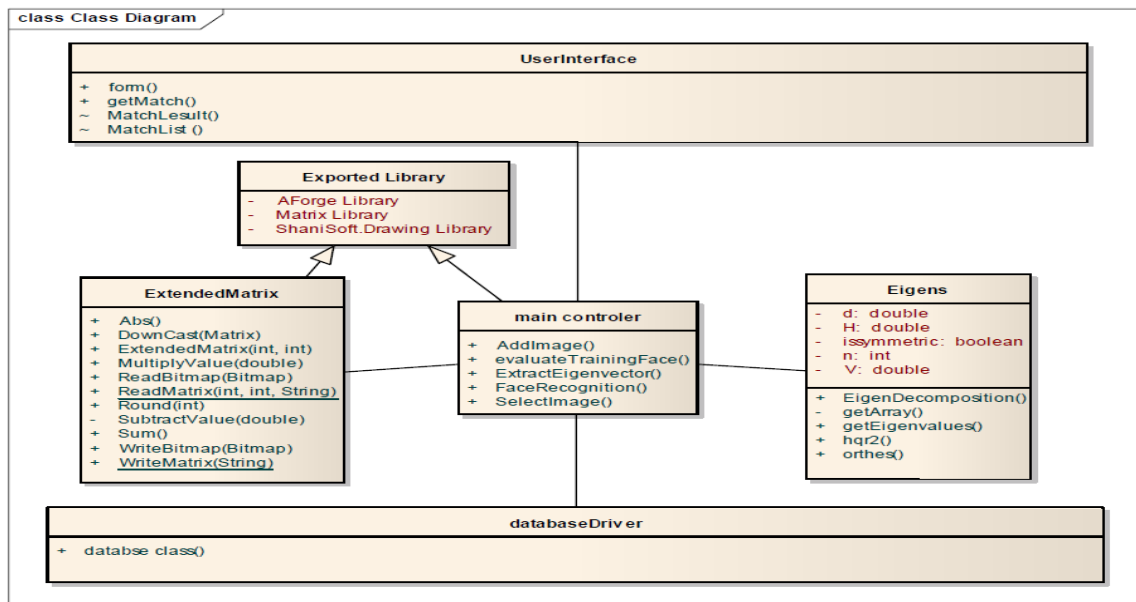 class Class Diagram
UserInterface
+ form()
+ getMatch()
~ MatchLesult()
~ MatchList ()
Exported Library
- AForge Library
- Matrix Library
- ShaniSoft.Drawing Library
ExtendedMatrix
+ Abs()
+ DownCast(Matrix)
+ ExtendedMatrix(int, int)
+ MultiplyValue(double)
+ ReadBitmap(Bitmap)
+ ReadMatrix(int, int, String)
+ Round(int)
- SubtractValue(double)
+ Sum()
+ WriteBitmap(Bitmap)
+ WriteMatrix(String)
main controler
+ AddImage()
+ evaluateTrainingFace()
+ ExtractEigenvector()
+ FaceRecognition()
+ SelectImage()
Eigens
- d: double
- H: double
- issymmetric: boolean
- n: int
- V: double
+ EigenDecomposition()
- getArray()
+ getEigenvalues()
+ hqr2()
+ orthes()
databaseDriver
+ databse class()